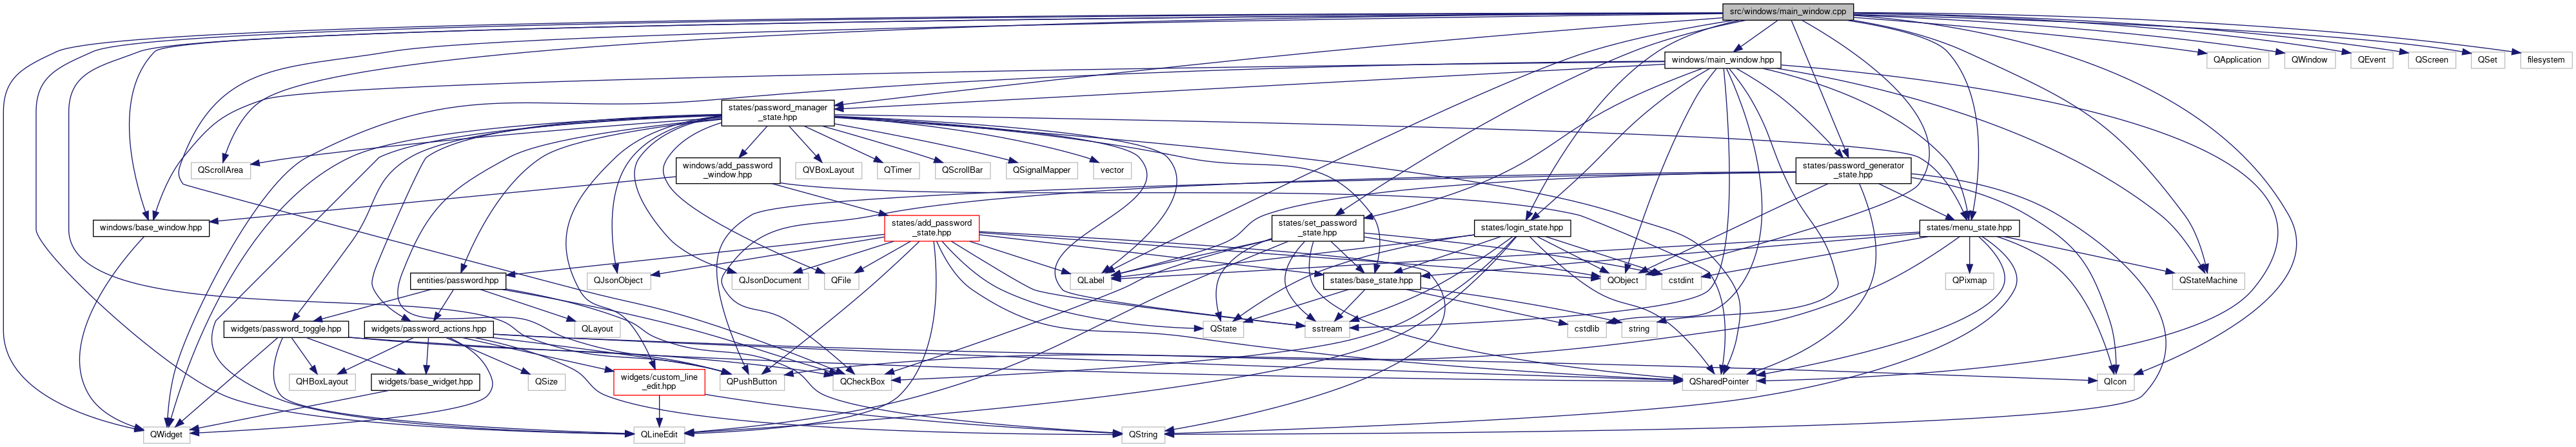 src/windows/main_window.cpp
windows/main_window.hpp
QApplication
QWindow
QEvent
QScreen
QSet
filesystem
states/password_manager
_state.hpp
QScrollArea
windows/add_password
_window.hpp
QVBoxLayout
QTimer
QScrollBar
QSignalMapper
vector
states/password_generator
_state.hpp
windows/base_window.hpp
states/add_password
_state.hpp
states/set_password
_state.hpp
states/login_state.hpp
states/menu_state.hpp
entities/password.hpp
QJsonObject
QJsonDocument
QFile
QLabel
states/base_state.hpp
QObject
cstdint
QPixmap
QStateMachine
widgets/password_toggle.hpp
widgets/password_actions.hpp
QLayout
QState
sstream
cstdlib
string
QHBoxLayout
widgets/base_widget.hpp
QSize
widgets/custom_line
_edit.hpp
QPushButton
QCheckBox
QSharedPointer
QIcon
QWidget
QLineEdit
QString